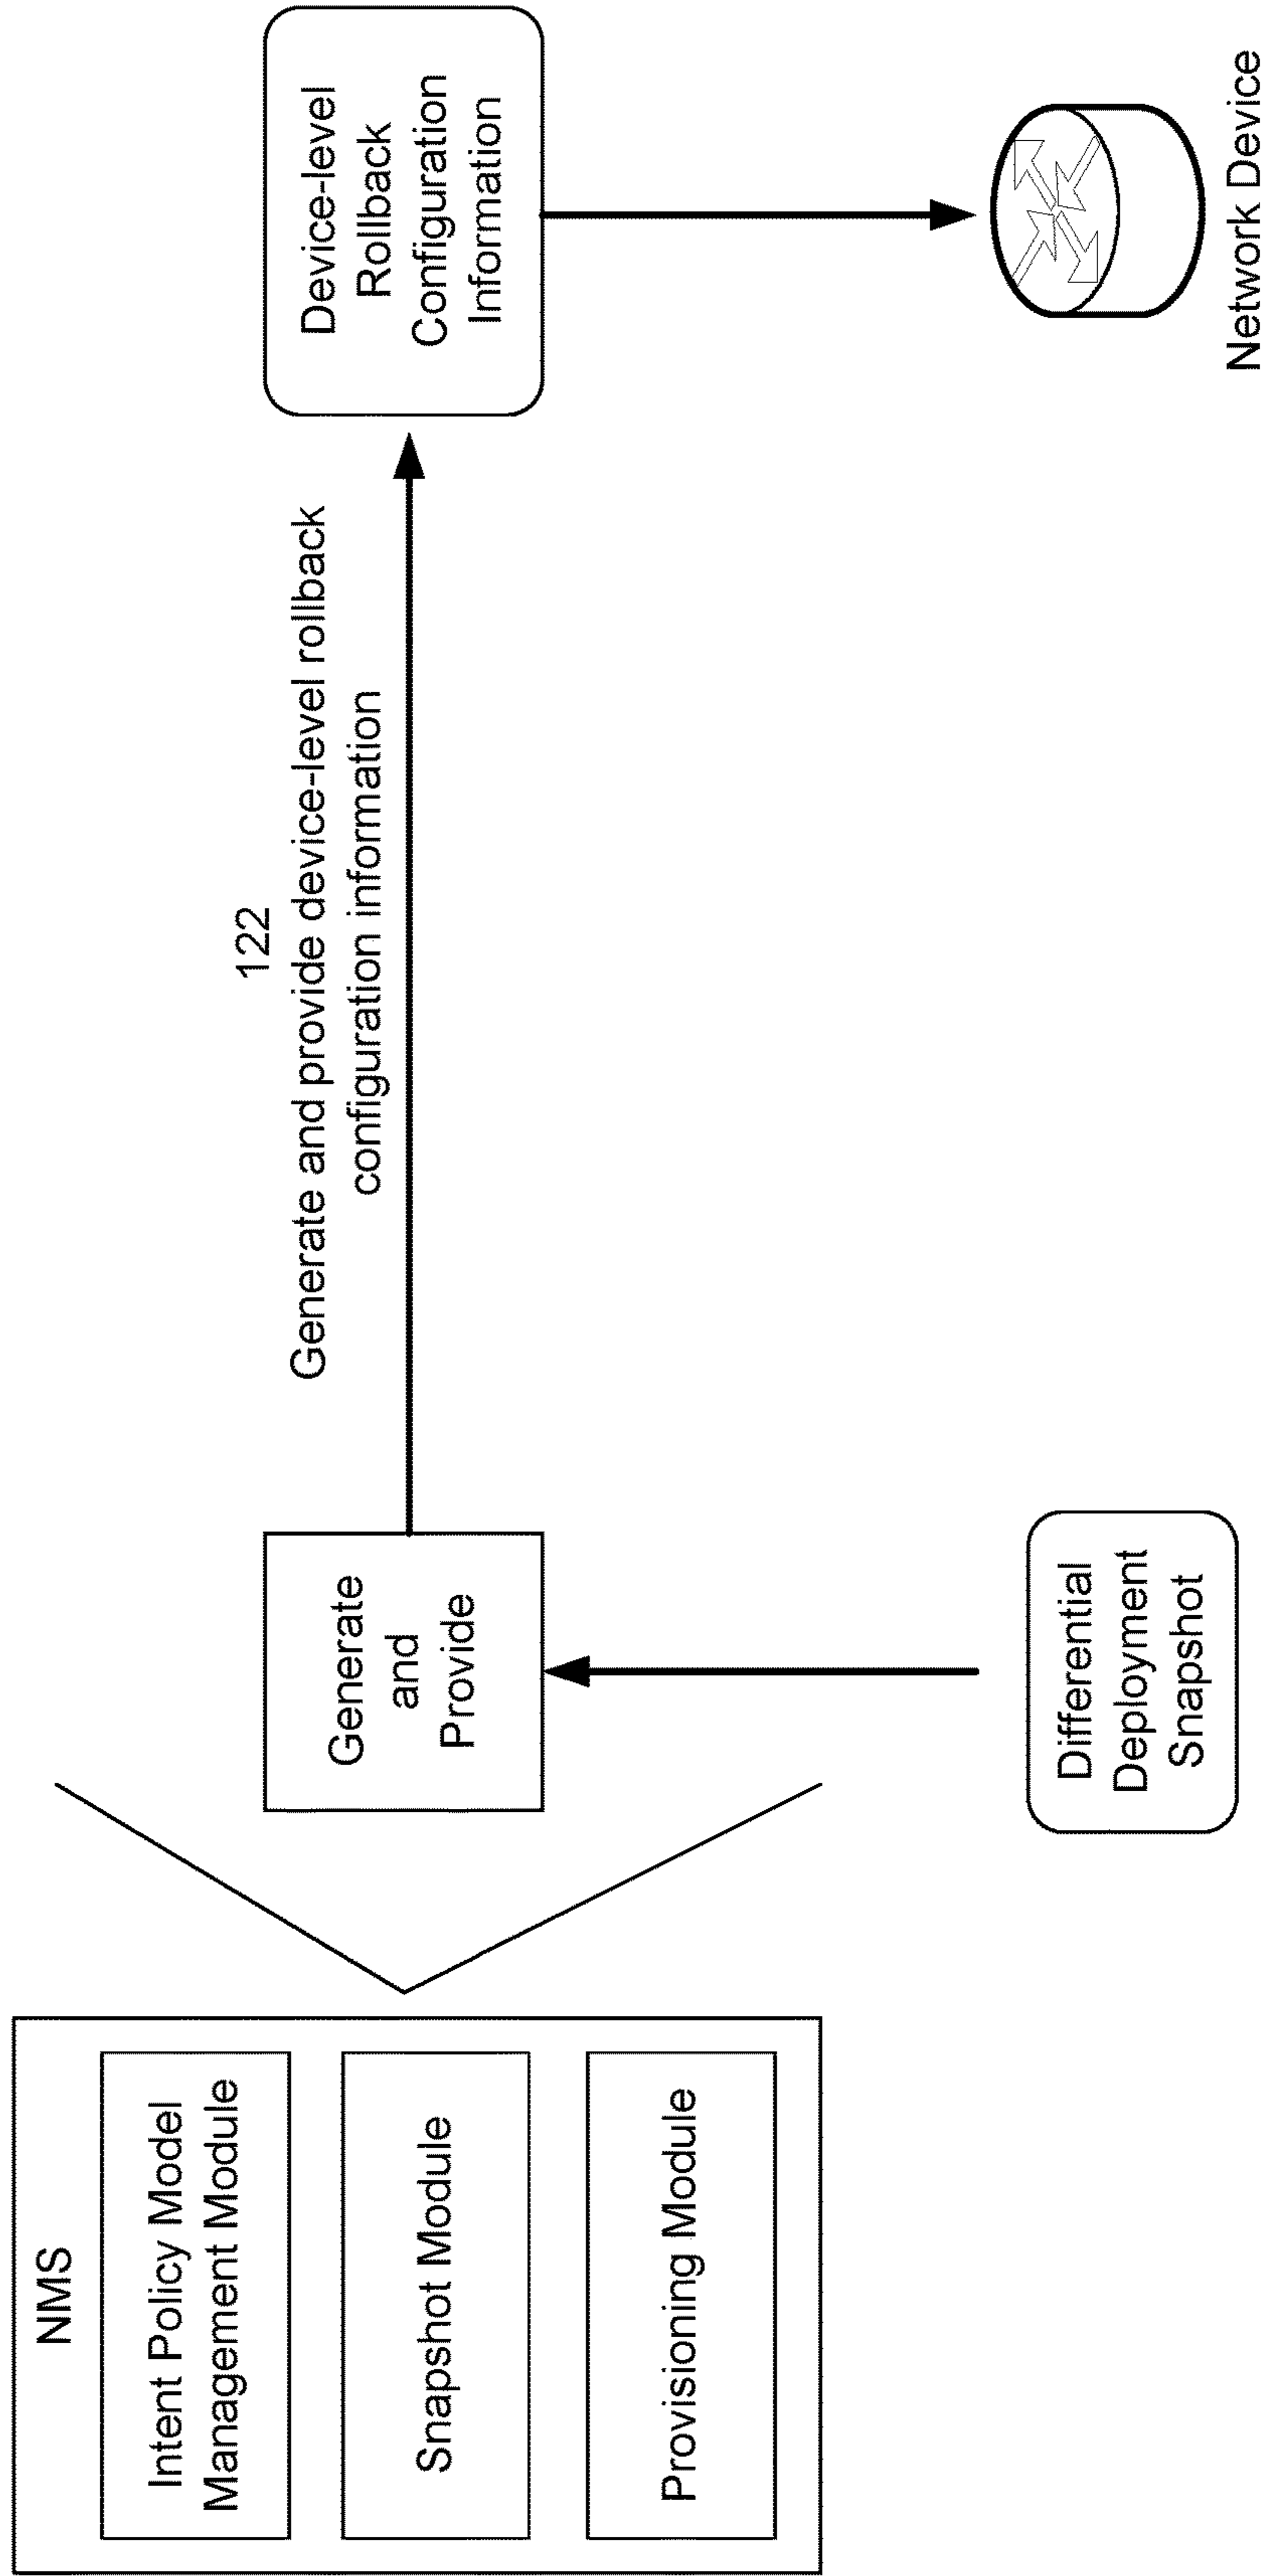 NMS
Intent Policy Model
Management Module
Snapshot Module
Provisioning Module
Generate
and
Provide
Differential
Deployment
Snapshot
122
Generate and provide device-level rollback
configuration information
Device-level
Rollback
Configuration
Information
Network Device